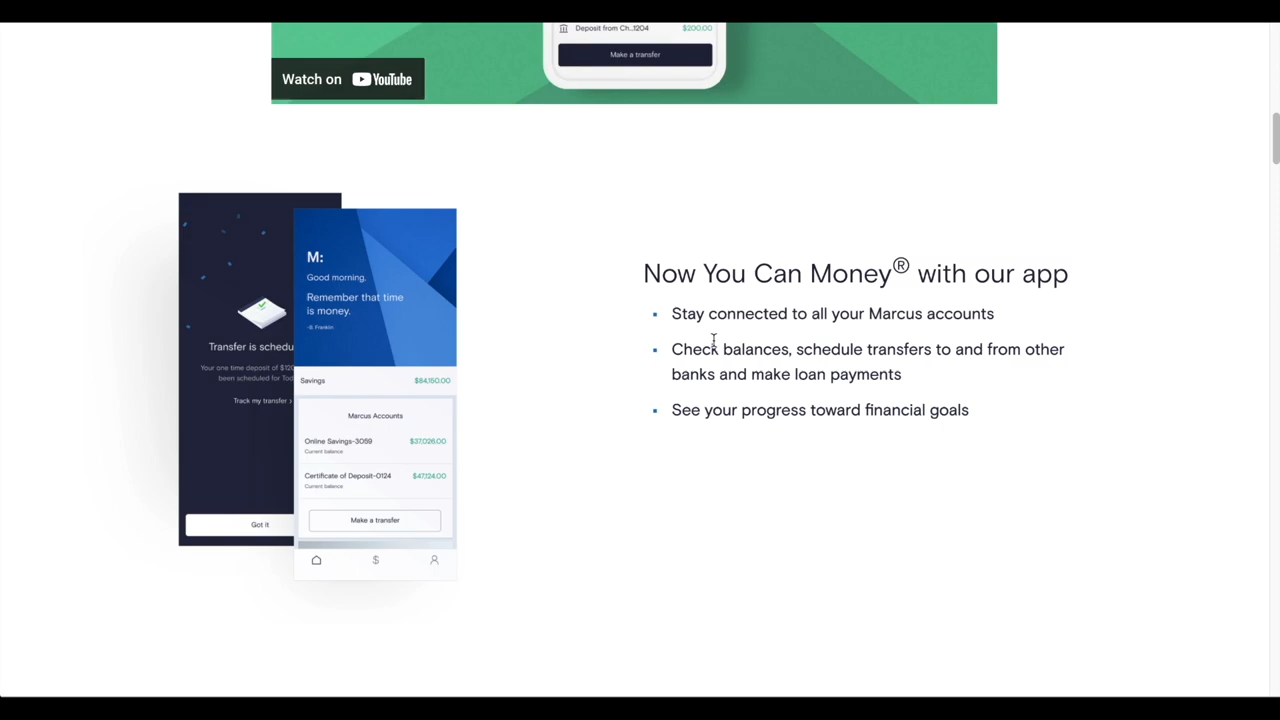 Deposit from Ch...1204 $200.00
Make a transfer
Watch on YouTube
Transfer is schedu
Your one time deposit of $120
been scheduled for Tod
Track my transfer ›
Got it
M:
Good morning,
Remember that time
is money.
-B. Franklin
Savings $84,150.00
Marcus Accounts
Online Savings-3059 $37,026.00
Current balance
Certificate of Deposit-0124 $47,124.00
Current balance
Make a transfer
$
Now You Can Money® with our app
Stay connected to all your Marcus accounts
Check balances, schedule transfers to and from other
banks and make loan payments
See your progress toward financial goals